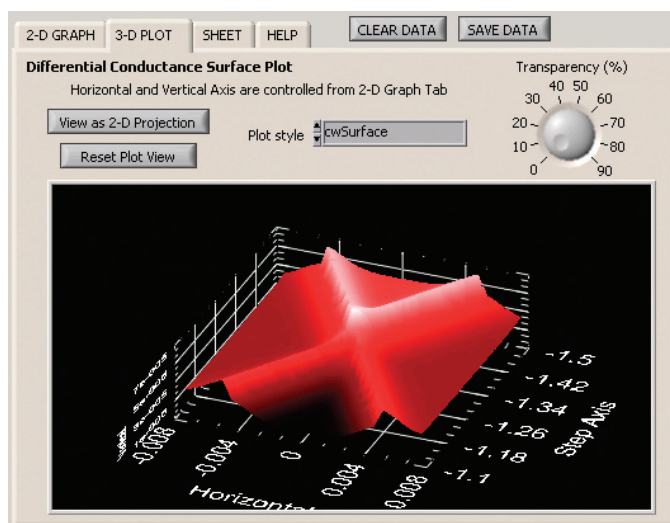 2-D GRAPH 3-D PLOT SHEET HELP CLEAR DATA SAVE DATA
Differential Conductance Surface Plot
Transparency (%)
Horizontal and Vertical Axis are controlled from 2-D Graph Tab
View as 2-D Projection
Reset Plot View
Plot style cwSurface
0 10 20 30 40 50 60 70 80 90
-0.008 -0.004 0 0.004 0.008
Horizontal
-1.5
-1.42
-1.34
-1.26
-1.18
-1.1
Step Axis